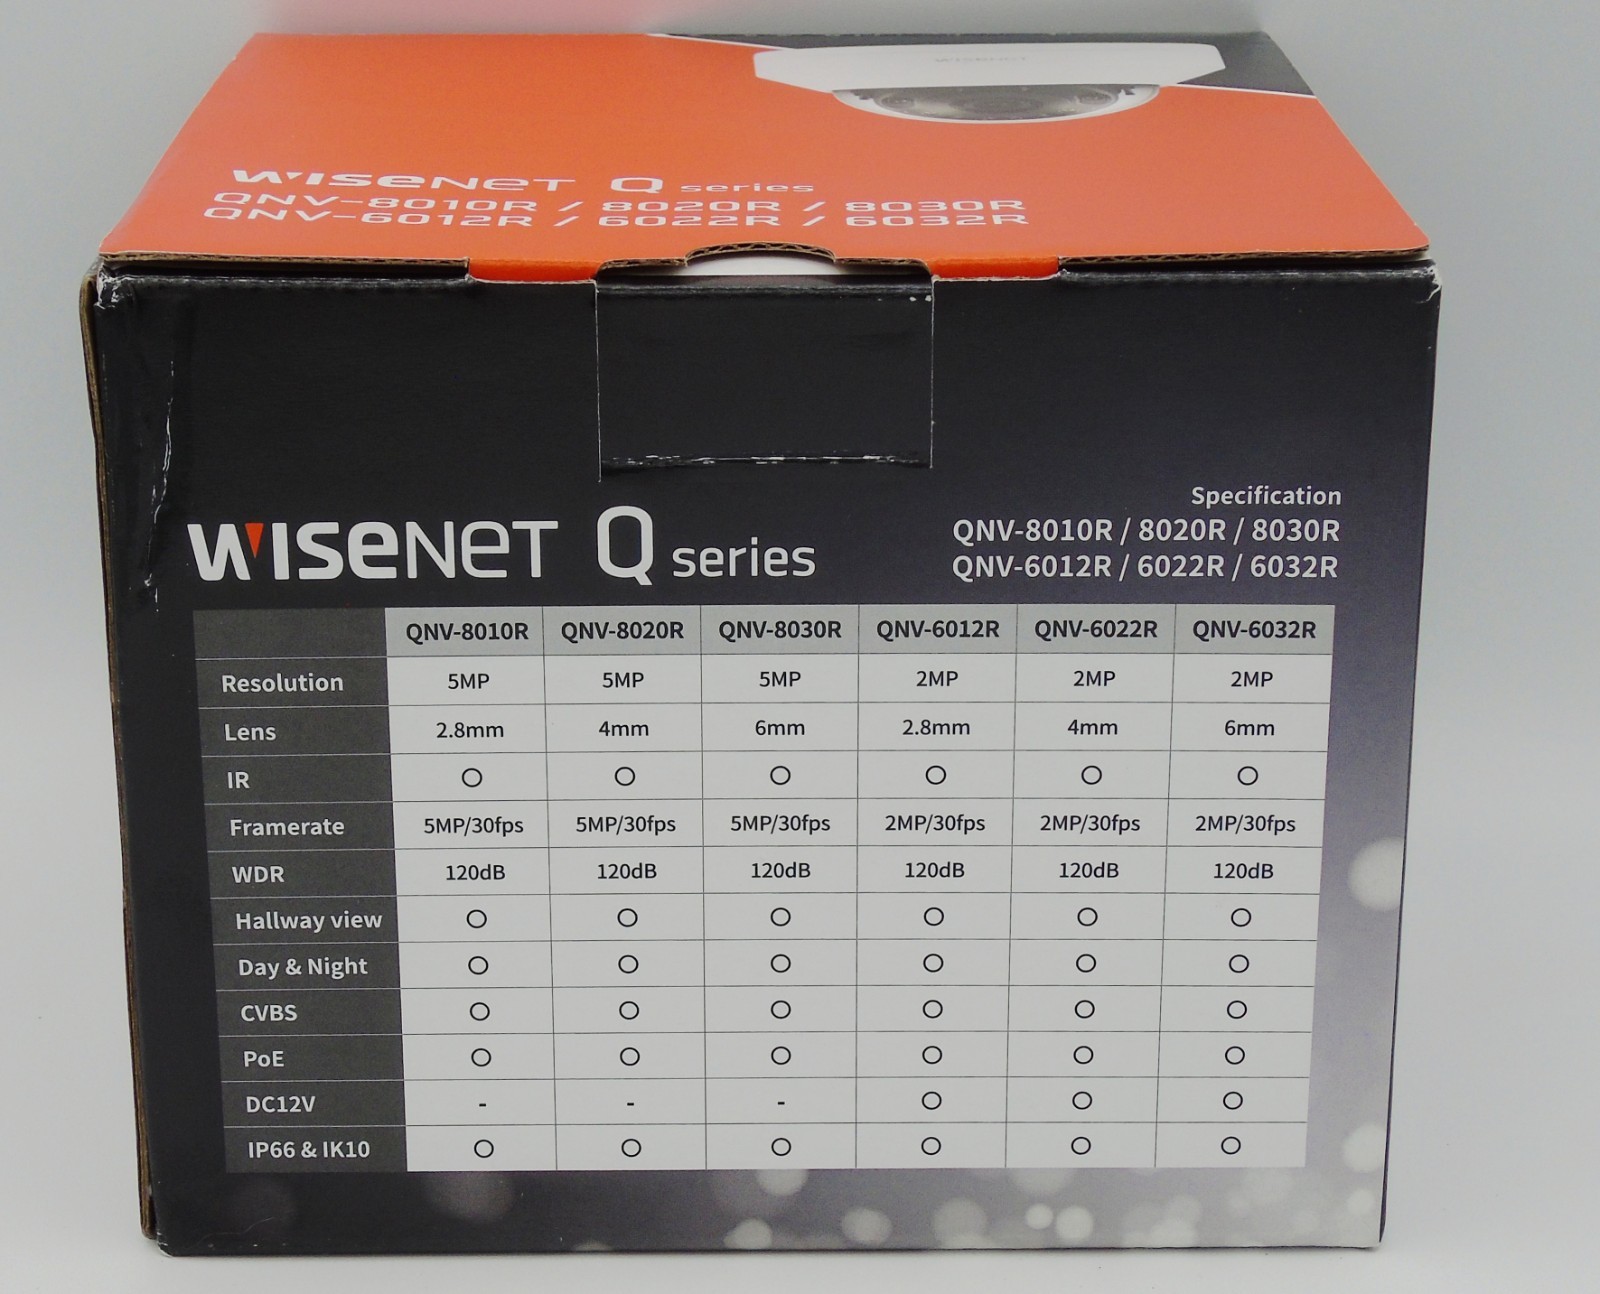 WISENET
WISENET Q series
QNV-8010R / 8020R / 8030R
QNV-6012R / 6022R / 6032R
Specification
WISENET Q series
QNV-8010R / 8020R / 8030R
QNV-6012R / 6022R / 6032R
QNV-8010R QNV-8020R QNV-8030R QNV-6012R QNV-6022R QNV-6032R
Resolution 5MP 5MP 5MP 2MP 2MP 2MP
Lens 2.8mm 4mm 6mm 2.8mm 4mm 6mm
IR O O O O O O
Framerate 5MP/30fps 5MP/30fps 5MP/30fps 2MP/30fps 2MP/30fps 2MP/30fps
WDR 120dB 120dB 120dB 120dB 120dB 120dB
Hallway view O O O O O O
Day & Night O O O O O O
CVBS O O O O O O
PoE O O O O O O
DC12V - - - O O O
IP66 & IK10 O O O O O O